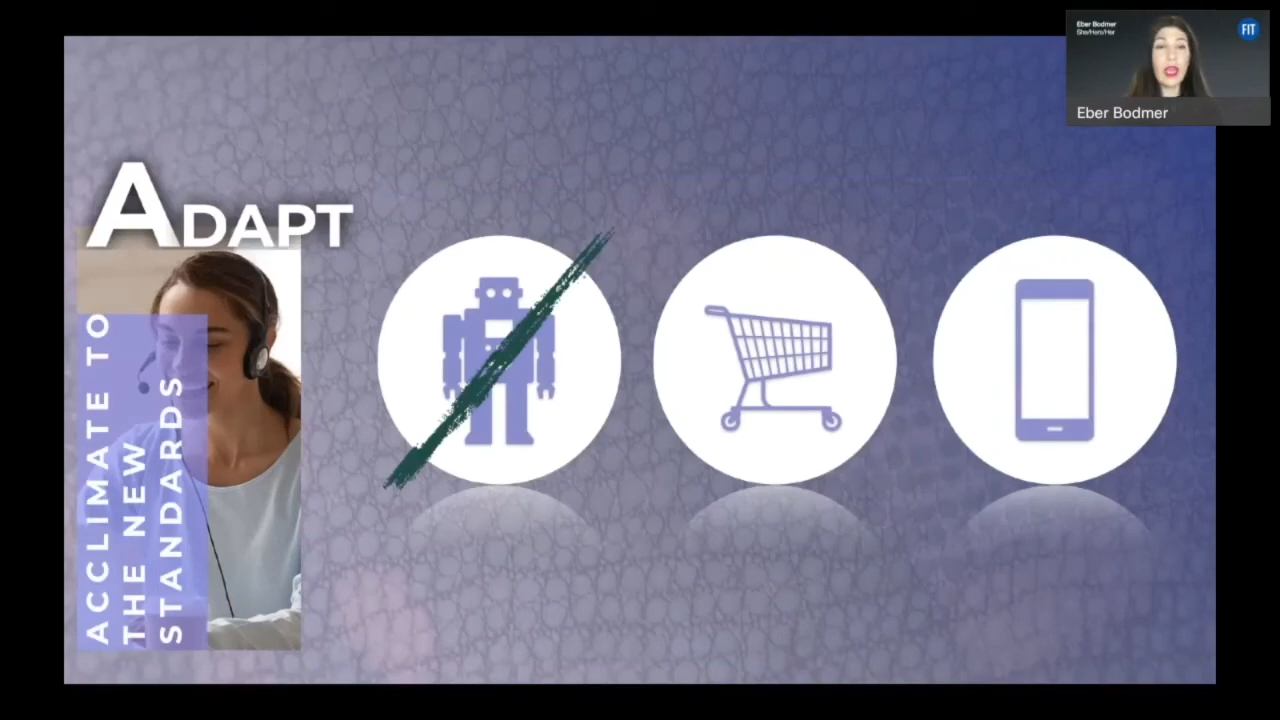 ADAPT
ACCLIMATE TO
THE NEW
STANDARDS
Eber Bodmer
She/Hers/Her
FIT
Eber Bodmer